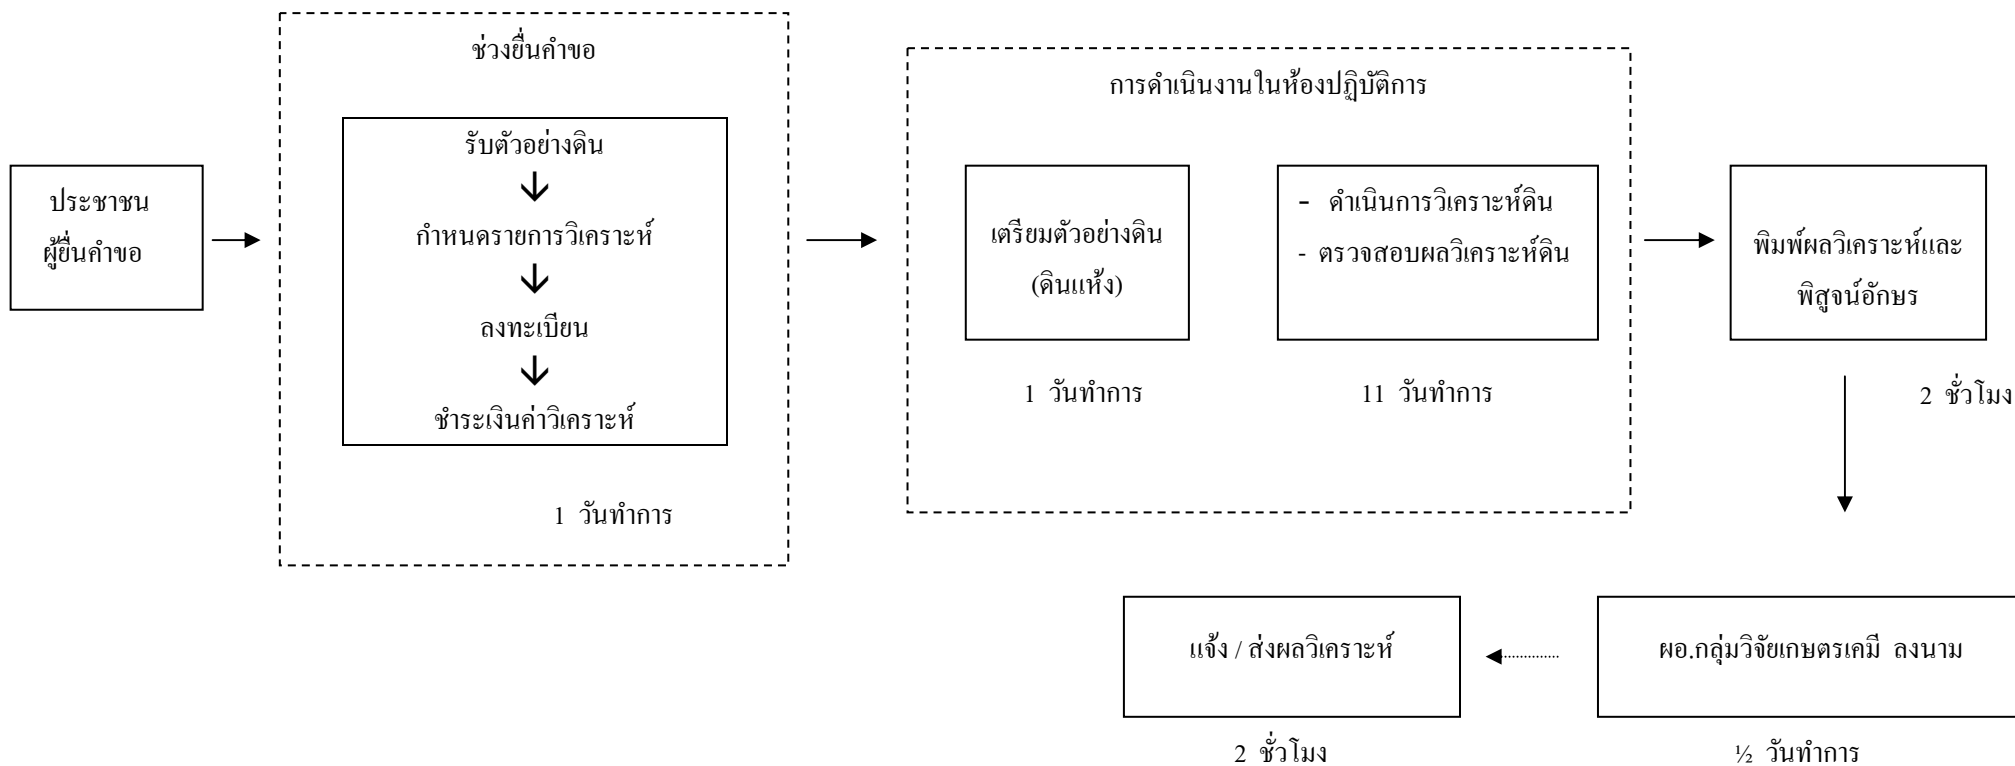 ประชาชน
ผู้ยื่นคำขอ
ช่วงยื่นคำขอ
รับตัวอย่างดิน
กำหนดรายการวิเคราะห์
ลงทะเบียน
ชำระเงินค่าวิเคราะห์
1 วันทำการ
การดำเนินงานในห้องปฏิบัติการ
เตรียมตัวอย่างดิน
(ดินแห้ง)
1 วันทำการ
- ดำเนินการวิเคราะห์ดิน
- ตรวจสอบผลวิเคราะห์ดิน
11 วันทำการ
พิมพ์ผลวิเคราะห์และ
พิสูจน์อักษร
2 ชั่วโมง
ผอ.กลุ่มวิจัยเกษตรเคมี ลงนาม
½ วันทำการ
แจ้ง / ส่งผลวิเคราะห์
2 ชั่วโมง